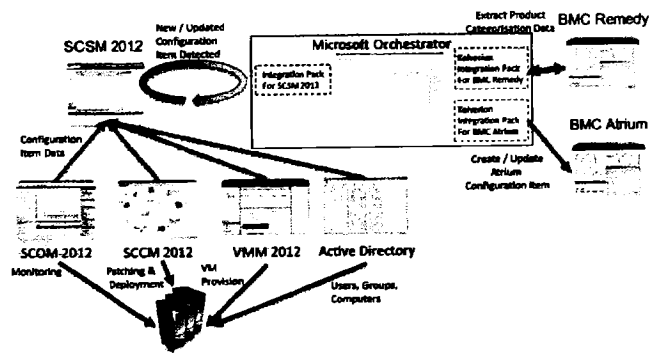 SCSM 2012
New / Updated
Configuration
Item Detected
Microsoft Orchestrator
Integration Pack
For SCSM 2012
Kelverion
Integration Pack
For BMC Remedy
Kelverion
Integration Pack
For BMC Atrium
Extract Product
Categorisation Data
BMC Remedy
BMC Atrium
Create / Update
Atrium
Configuration Item
Configuration
Item Data
SCOM-2012
SCCM 2012
VMM 2012
Active Directory
Monitoring
Patching &
Deployment
VM
Provision
Users, Groups,
Computers